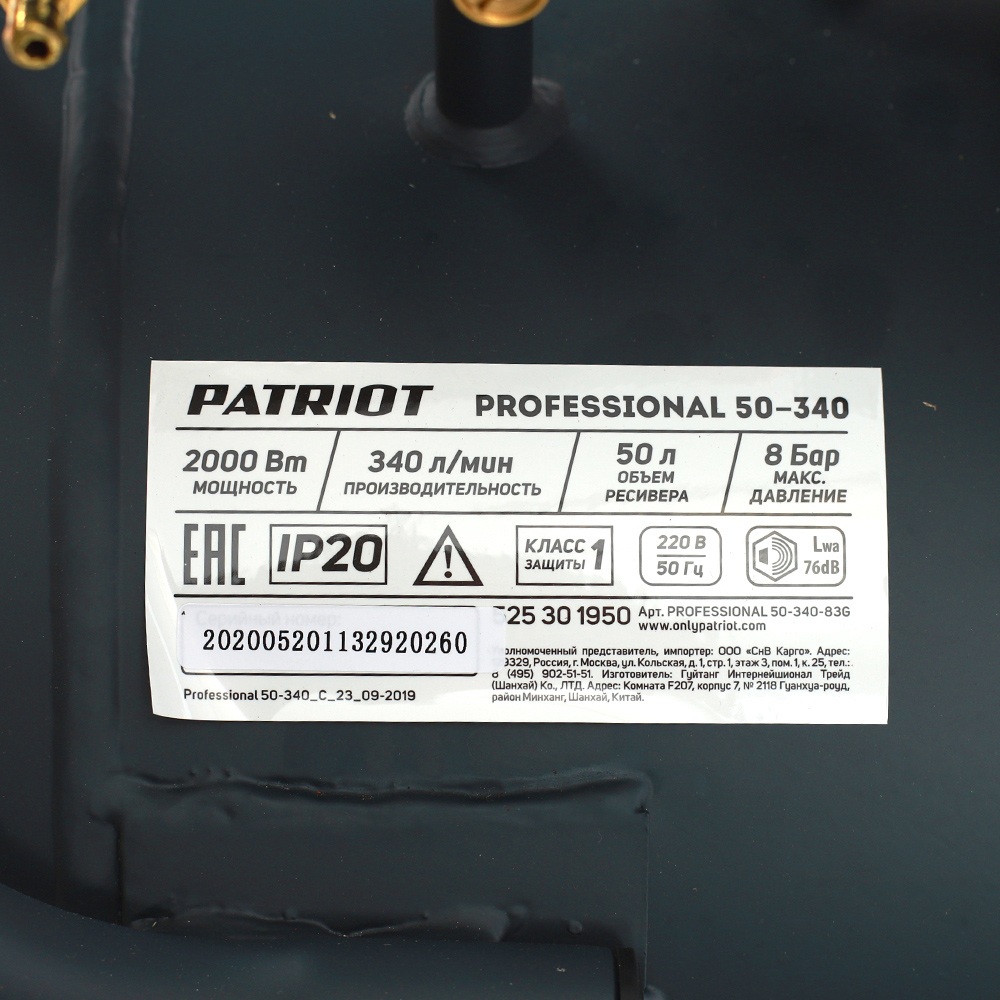 PATRIOT PROFESSIONAL 50-340
2000 Вт 340 л/мин 50 л 8 Бар
МОЩНОСТЬ ПРОИЗВОДИТЕЛЬНОСТЬ ОБЪЕМ РЕСИВЕРА МАКС. ДАВЛЕНИЕ
EAC IP20 КЛАСС ЗАЩИТЫ 1 220 В 50 Гц Lwa 76dB
Серийный номер:
202005201132920260
Professional 50-340_C_23_09-2019
525 30 1950 Арт. PROFESSIONAL 50-340-83G
www.onlypatriot.com
уполномоченный представитель, импортер: ООО «СнВ Карго». Адрес:
9329, Россия, г. Москва, ул. Кольская, д. 1, стр. 1, этаж 3, пом. 1, к. 25, тел.:
8 (495) 902-51-51. Изготовитель: Гуйтанг Интернейшионал Трейд
(Шанхай) Ко., ЛТД. Адрес: Комната F207, корпус 7, № 2118 Гуанхуа-роуд,
район Минханг, Шанхай, Китай.